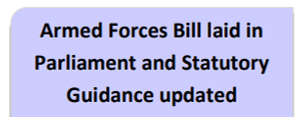 Armed Forces Bill laid in
Parliament and Statutory
Guidance updated